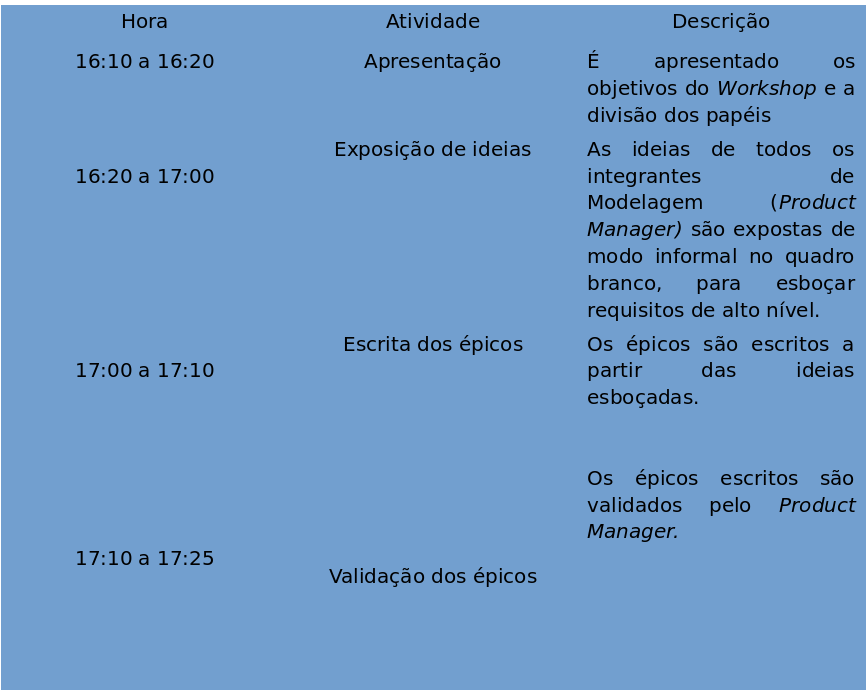 Hora Atividade Descrição
16:10 a 16:20 Apresentação É apresentado os
objetivos do Workshop e a
divisão dos papéis
Exposição de ideias As ideias de todos os
16:20 a 17:00 integrantes de
Modelagem (Product
Manager) são expostas de
modo informal no quadro
branco, para esboçar
requisitos de alto nível.
Escrita dos épicos Os épicos são escritos a
17:00 a 17:10 partir das ideias
esboçadas.
Os épicos escritos são
validados pelo Product
Manager.
17:10 a 17:25
Validação dos épicos